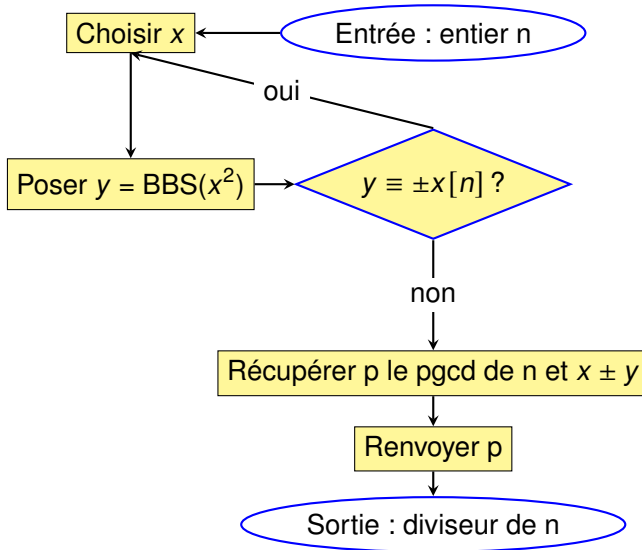 Choisir x
Entrée : entier n
oui
Poser y = BBS(x²)
y ≡ ±x[n] ?
non
Récupérer p le pgcd de n et x ± y
Renvoyer p
Sortie : diviseur de n